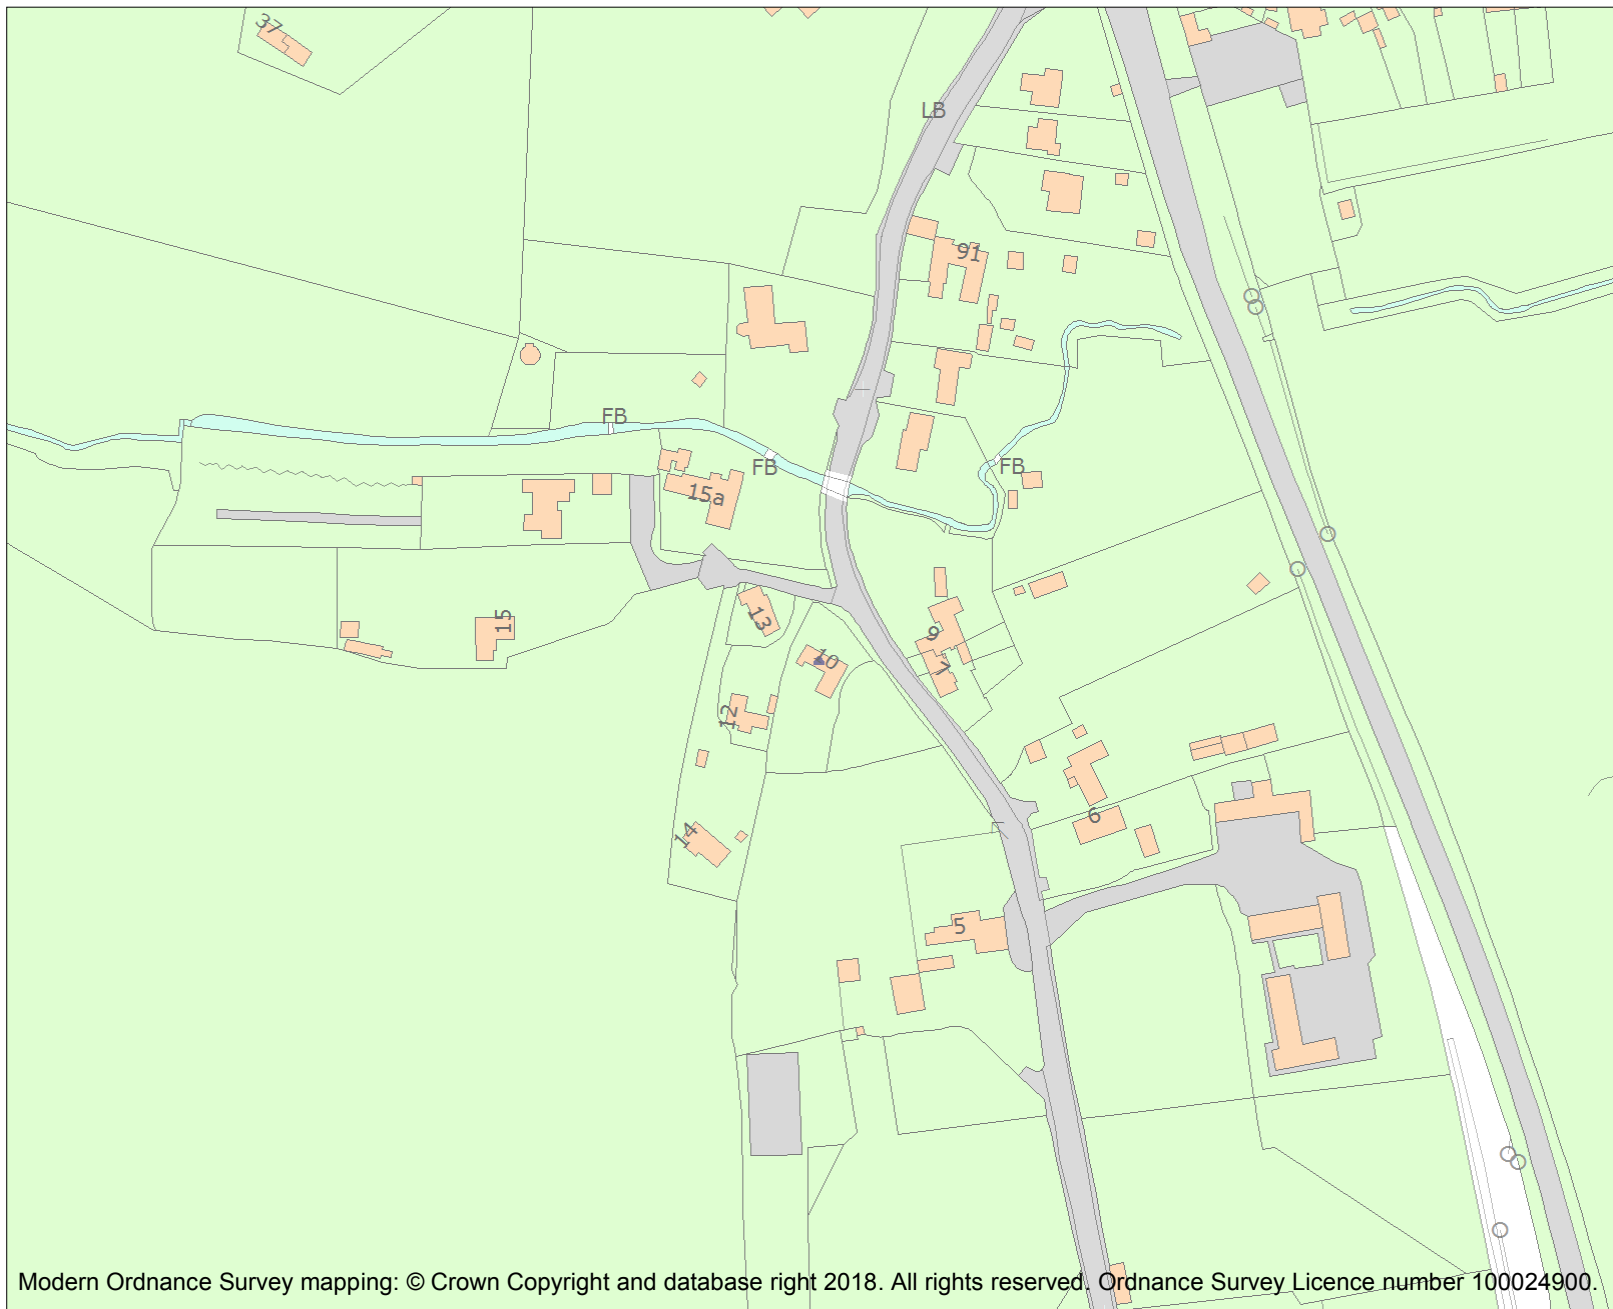 37
LB
91
FB
FB
FB
15a
15
13
9
10
7
12
6
14
5
Modern Ordnance Survey mapping: © Crown Copyright and database right 2018. All rights reserved. Ordnance Survey Licence number 100024900.